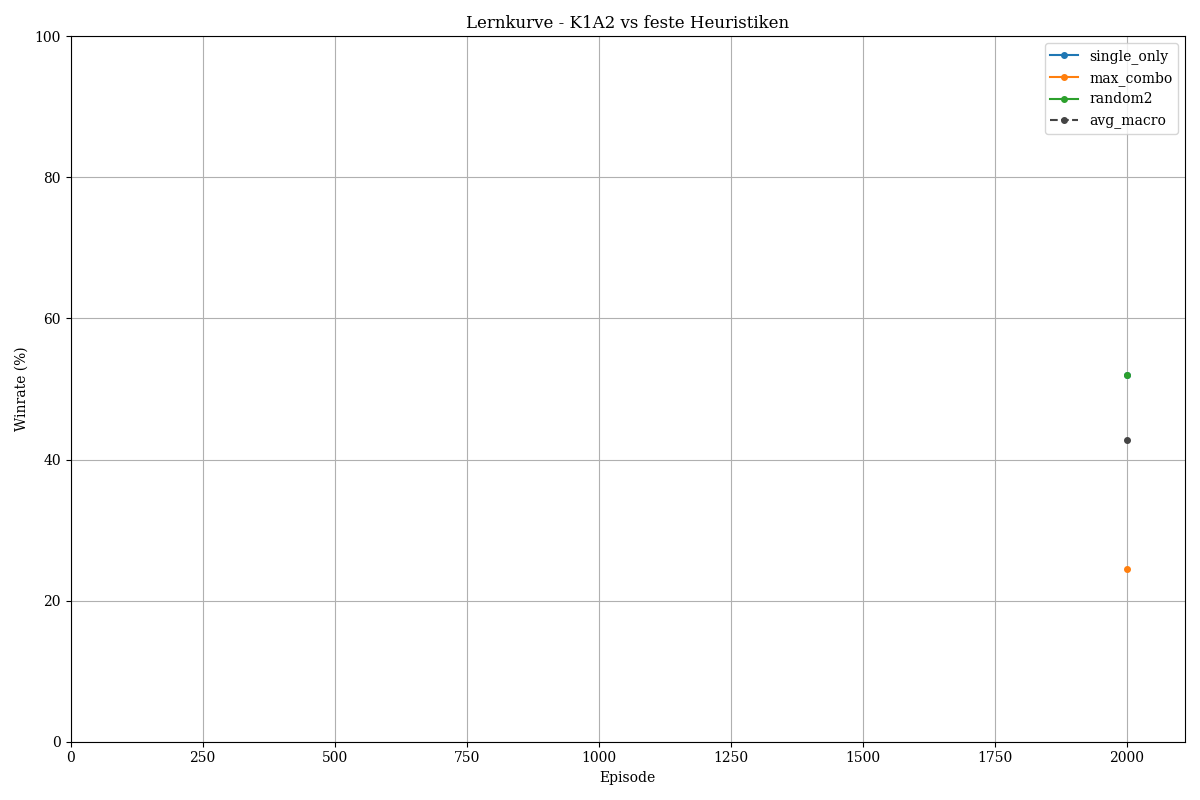 Lernkurve - K1A2 vs feste Heuristiken
100
80
60
40
20
0
Winrate (%)
single_only
max_combo
random2
avg_macro
0 250 500 750 1000 1250 1500 1750 2000
Episode